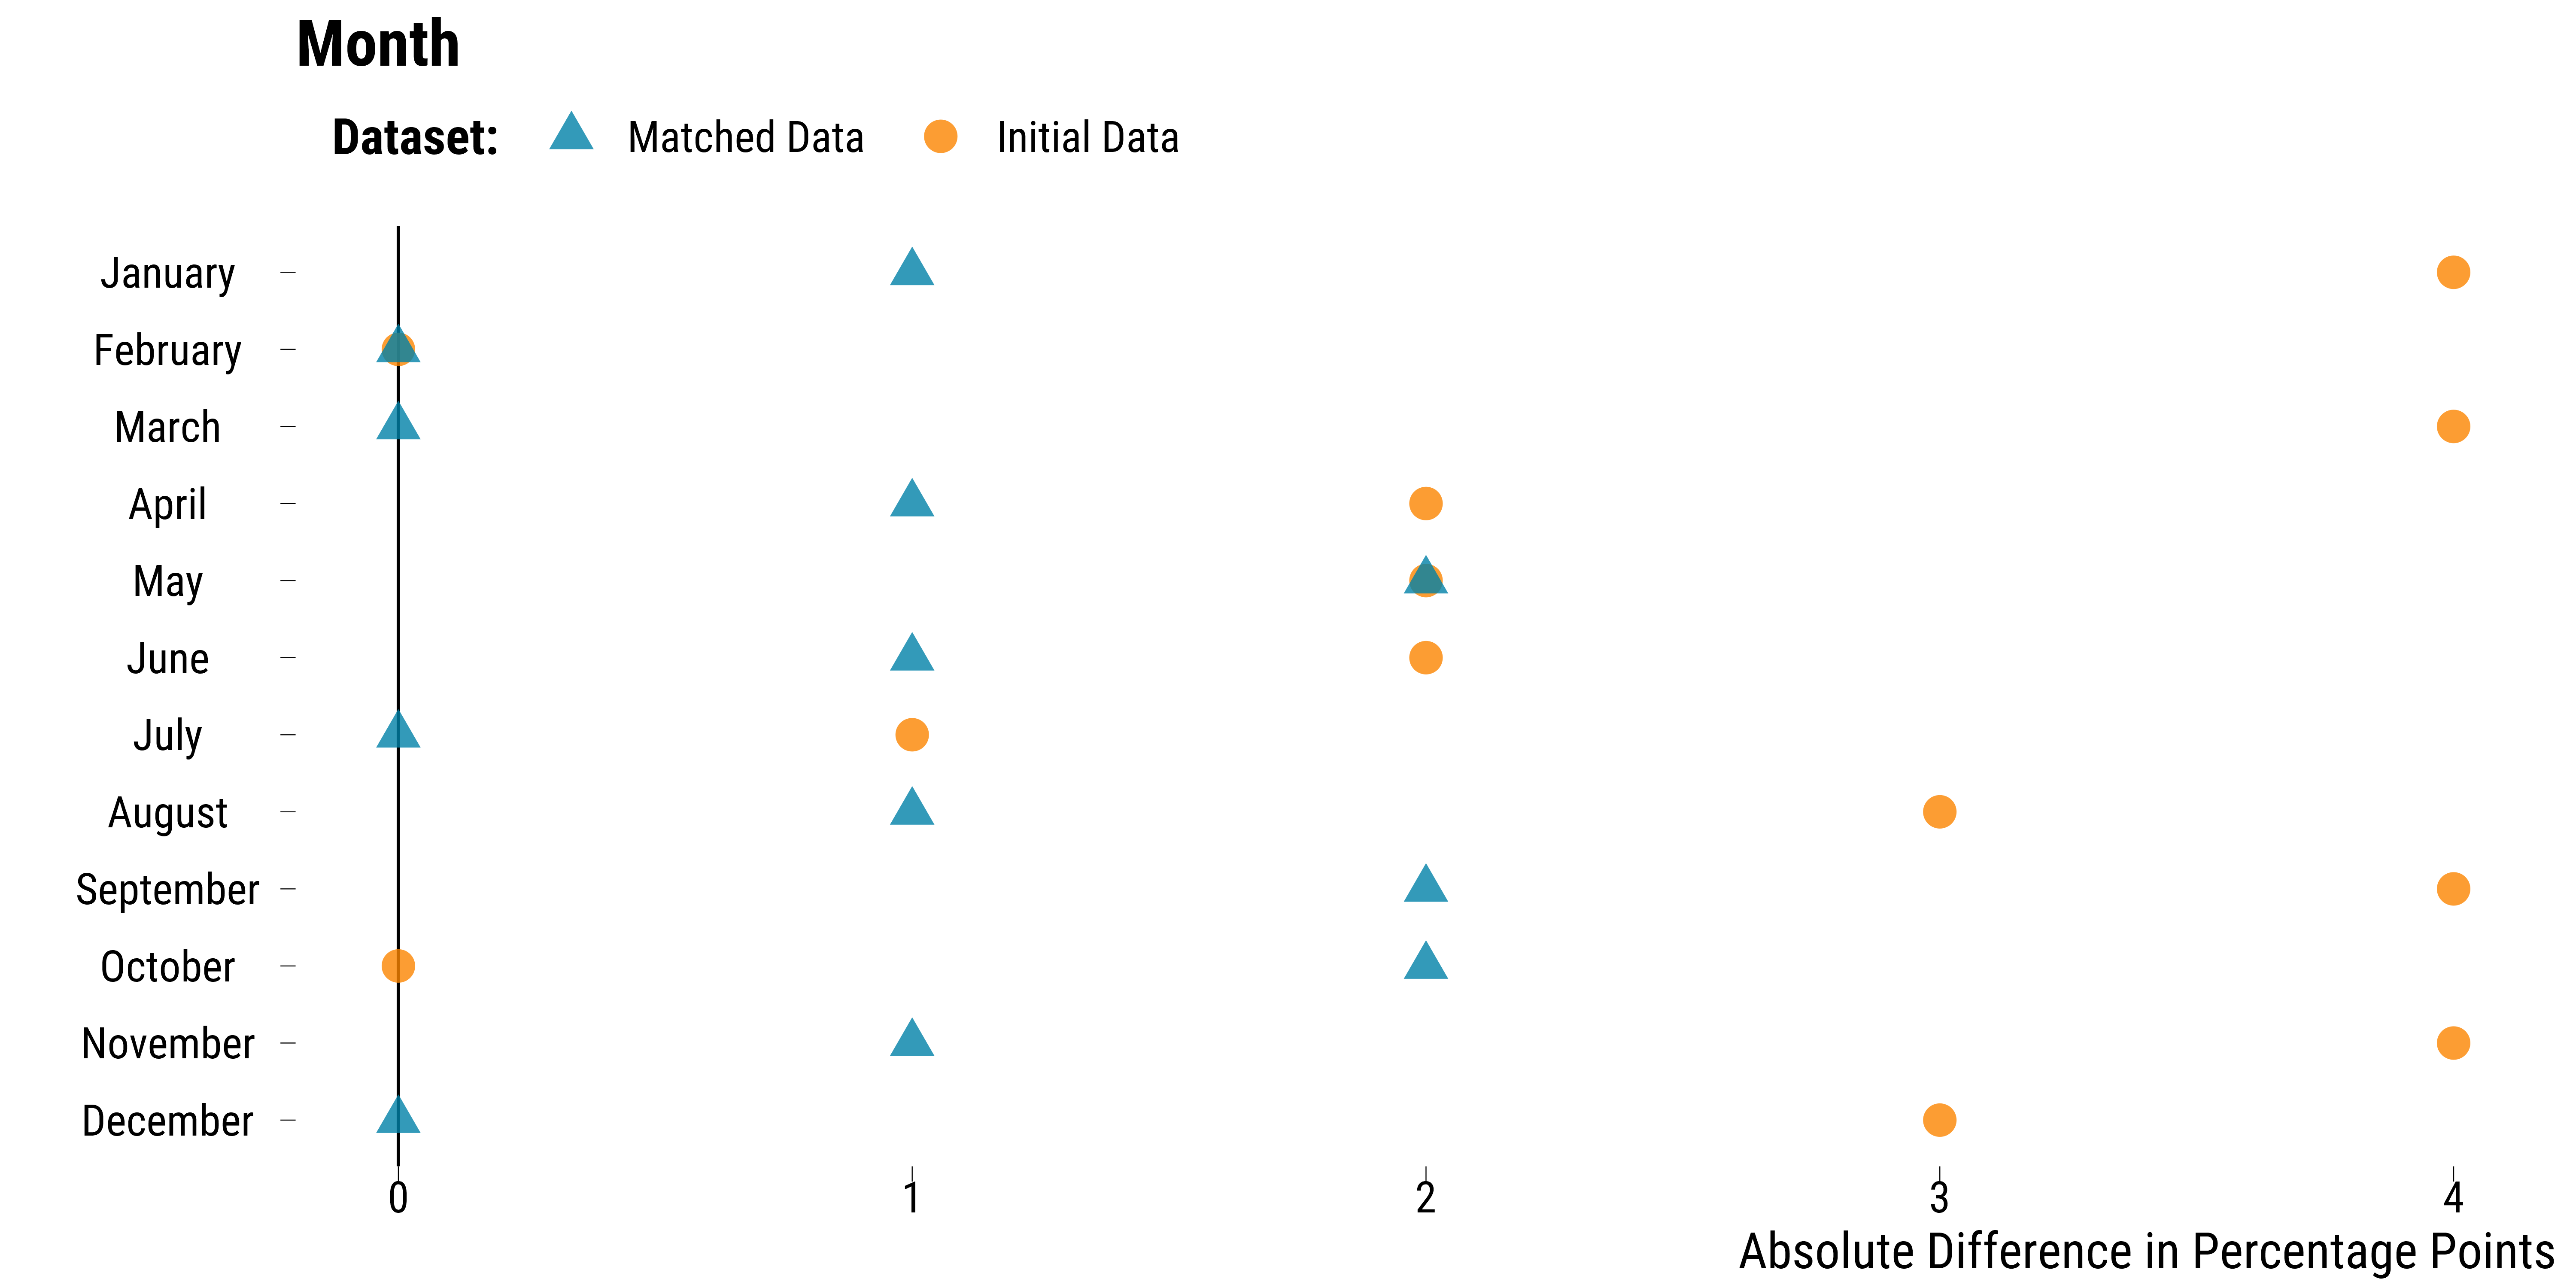 Month
Dataset: Matched Data Initial Data
January
February
March
April
May
June
July
August
September
October
November
December
0 1 2 3 4
Absolute Difference in Percentage Points